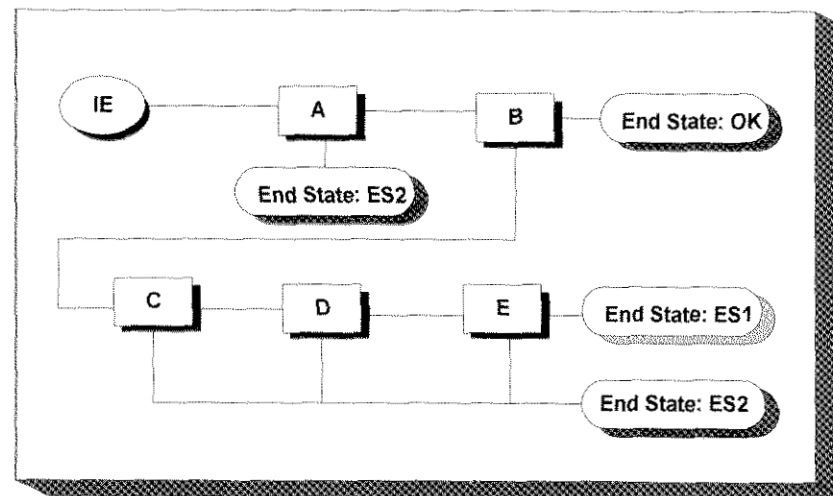 IE
A
B
End State: OK
End State: ES2
C
D
E
End State: ES1
End State: ES2